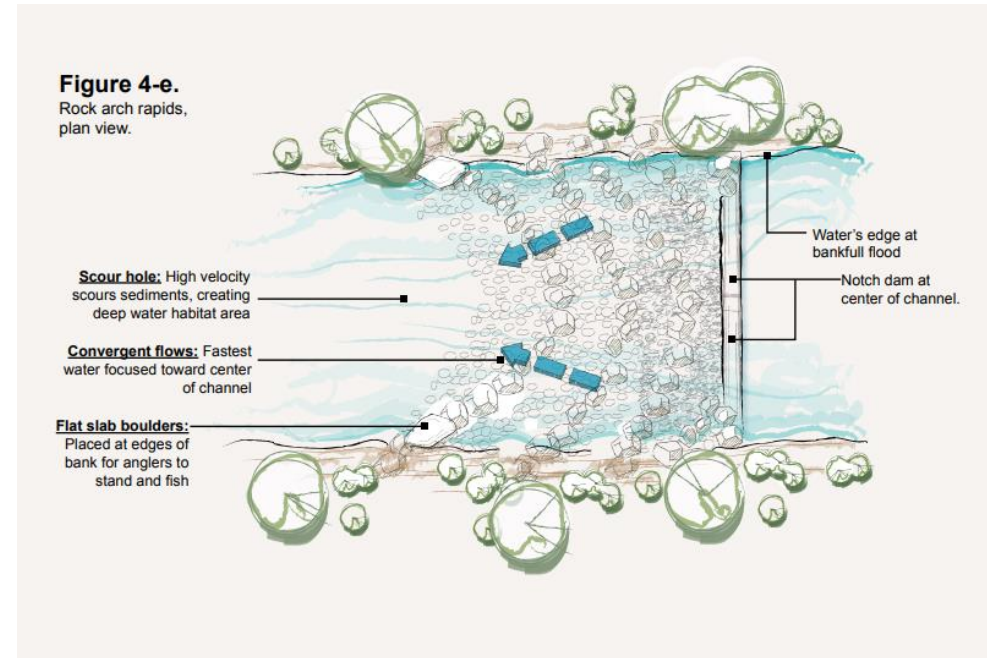 Figure 4-e.
Rock arch rapids,
plan view.
Water's edge at
bankfull flood
Notch dam at
center of channel.
Scour hole: High velocity
scours sediments, creating
deep water habitat area
Convergent flows: Fastest
water focused toward center
of channel
Flat slab boulders:
Placed at edges of
bank for anglers to
stand and fish